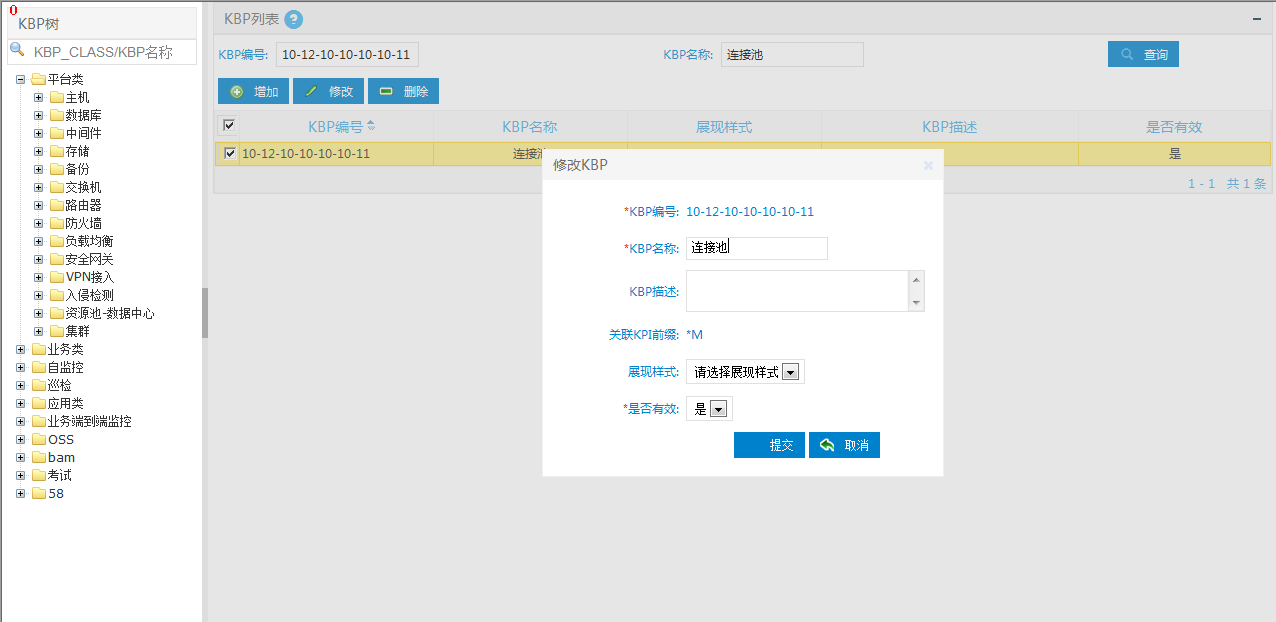 0
KBP树
KBP_CLASS/KBP名称
平台类
主机
数据库
中间件
存储
备份
交换机
路由器
防火墙
负载均衡
安全网关
VPN接入
入侵检测
资源池-数据中心
集群
业务类
自监控
巡检
应用类
业务端到端监控
OSS
bam
考试
58
KBP列表 ?
KBP编号: 10-12-10-10-10-10-11 KBP名称: 连接池 查询
增加 修改 删除
KBP编号 KBP名称 展现样式 KBP描述 是否有效
10-12-10-10-10-10-11 连接池 是
1 - 1 共 1 条
修改KBP
*KBP编号: 10-12-10-10-10-10-11
*KBP名称: 连接池
KBP描述:
关联KPI前缀: *M
展现样式: 请选择展现样式
*是否有效: 是
提交 取消